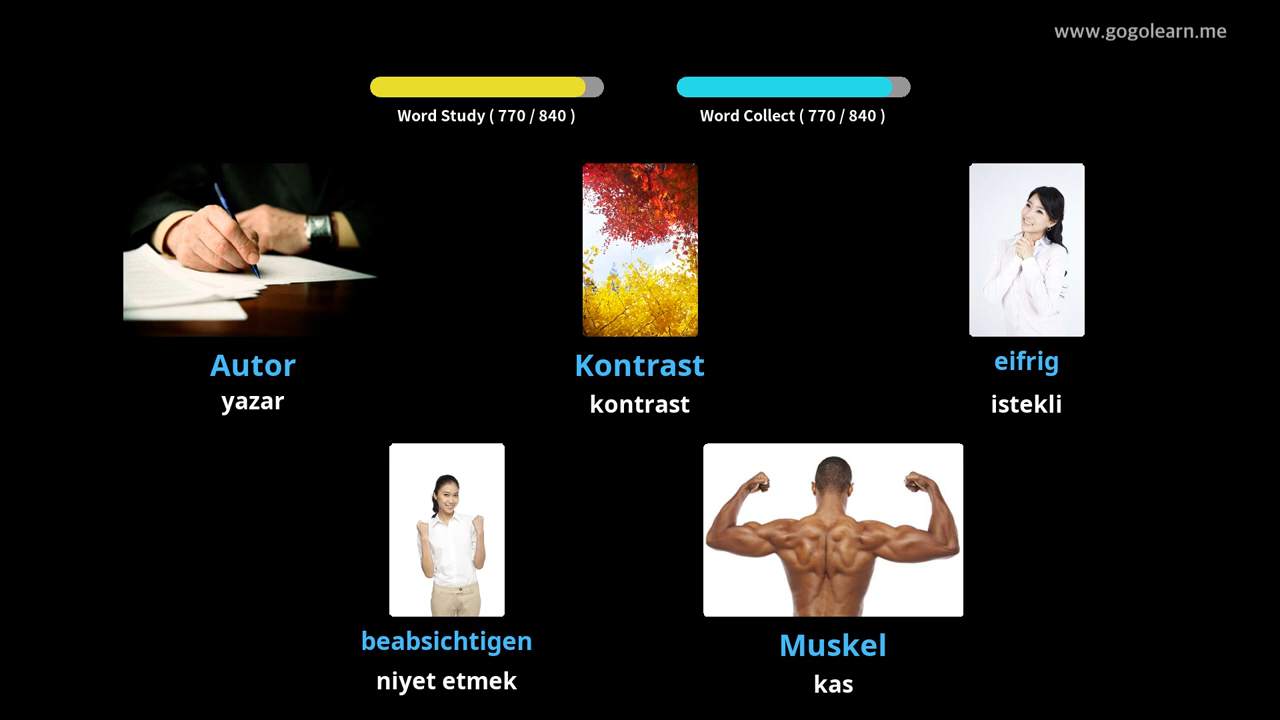 www.gogolearn.me
Word Study ( 770 / 840 )
Word Collect ( 770 / 840 )
Autor
yazar
Kontrast
kontrast
eifrig
istekli
beabsichtigen
niyet etmek
Muskel
kas